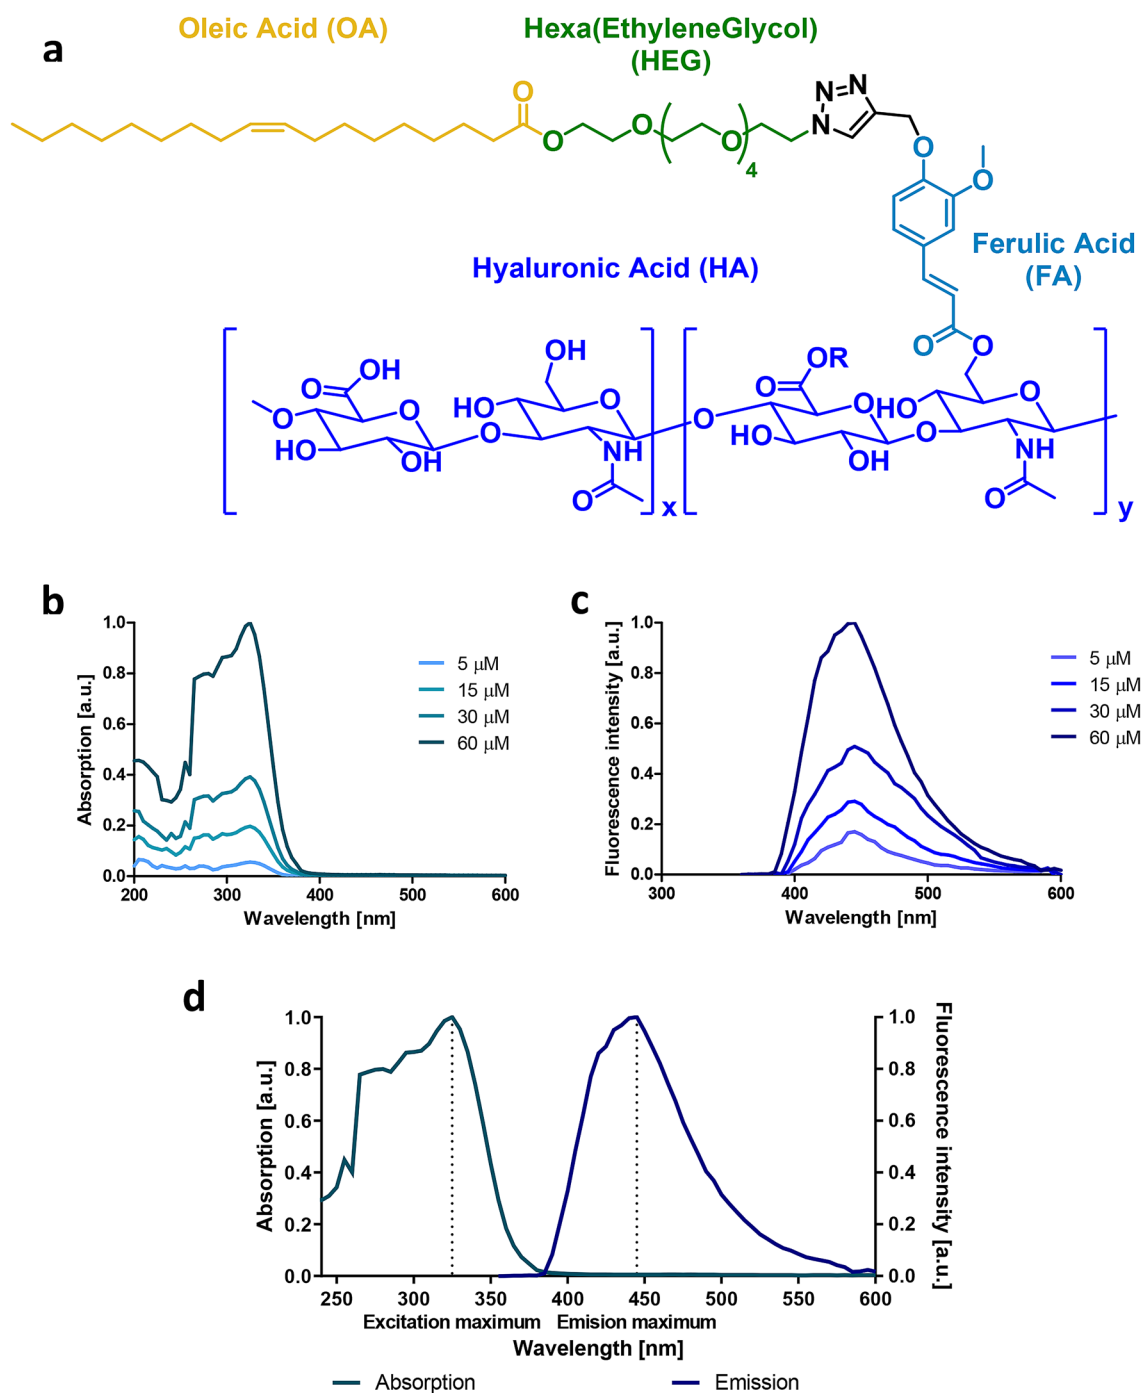 a
Oleic Acid (OA)
Hexa(EthyleneGlycol)
(HEG)
O
O
O
O
4
N=N
N
O
O
Ferulic Acid
(FA)
O
O
Hyaluronic Acid (HA)
O
OH
O
HO
OH
O
O
HO
OH
O
NH
O
x
O
O
OR
O
HO
OH
O
HO
O
NH
O
y
b
Absorption [a.u.]
1.0
0.8
0.6
0.4
0.2
0.0
200
300
400
500
600
Wavelength [nm]
5 μM
15 μM
30 μM
60 μM
c
Fluorescence intensity [a.u.]
1.0
0.8
0.6
0.4
0.2
0.0
300
400
500
600
Wavelength [nm]
5 μM
15 μM
30 μM
60 μM
d
Absorption [a.u.]
1.0
0.8
0.6
0.4
0.2
0.0
1.0
0.8
0.6
0.4
0.2
0.0
Fluorescence intensity [a.u.]
250
300
350
400
450
500
550
600
Excitation maximum
Emision maximum
Wavelength [nm]
Absorption
Emission